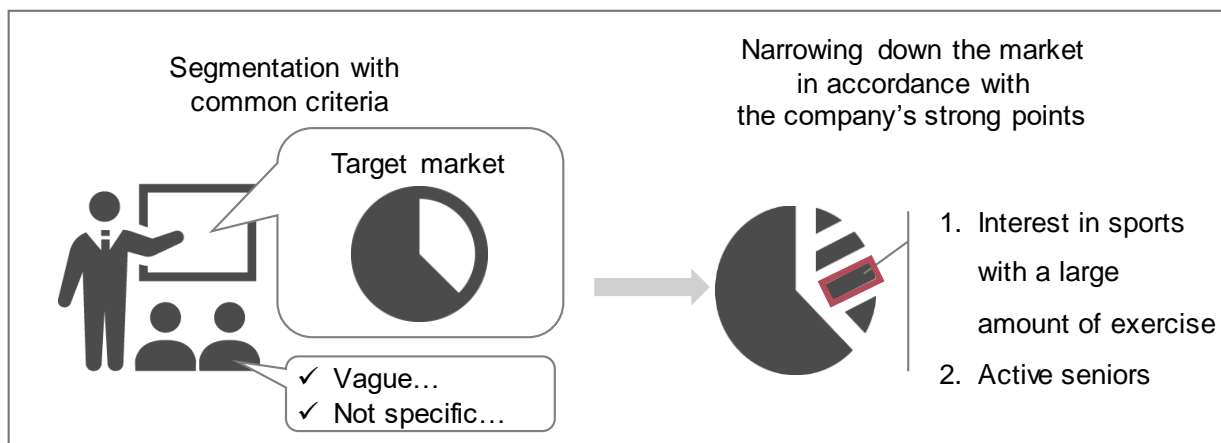 Segmentation with
common criteria
Target market
✓ Vague…
✓ Not specific…
Narrowing down the market
in accordance with
the company’s strong points
1. Interest in sports
with a large
amount of exercise
2. Active seniors